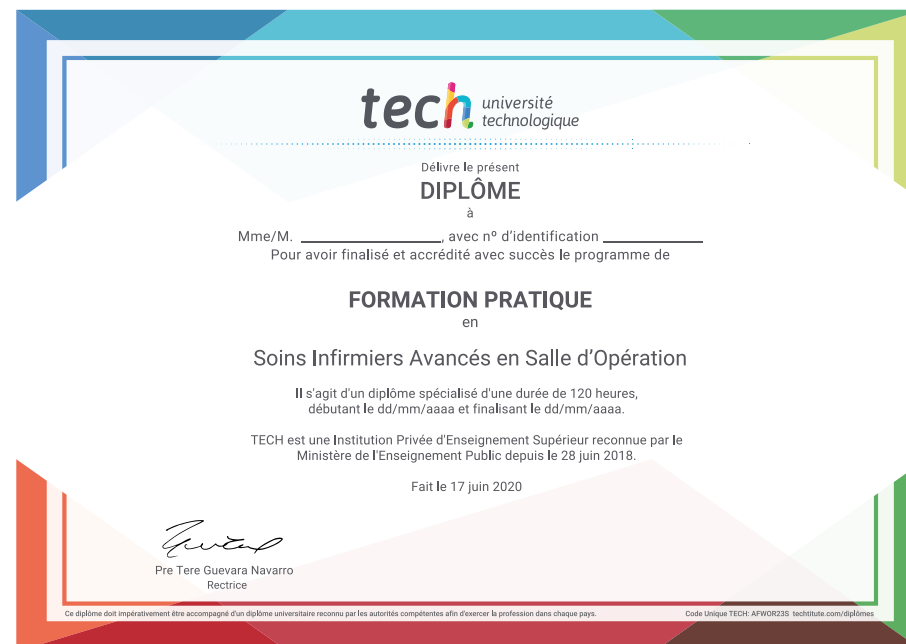 tech université
technologique
Délivre le présent
DIPLÔME
à
Mme/M. ____________________, avec nº d'identification ______________
Pour avoir finalisé et accrédité avec succès le programme de
FORMATION PRATIQUE
en
Soins Infirmiers Avancés en Salle d'Opération
Il s'agit d'un diplôme spécialisé d'une durée de 120 heures,
débutant le dd/mm/aaaa et finalisant le dd/mm/aaaa.
TECH est une Institution Privée d'Enseignement Supérieur reconnue par le
Ministère de l'Enseignement Public depuis le 28 juin 2018.
Fait le 17 juin 2020
Pre Tere Guevara Navarro
Rectrice
Ce diplôme doit impérativement être accompagné d'un diplôme universitaire reconnu par les autorités compétentes afin d'exercer la profession dans chaque pays.
Code Unique TECH: AFWOR23S techtitute.com/diplômes